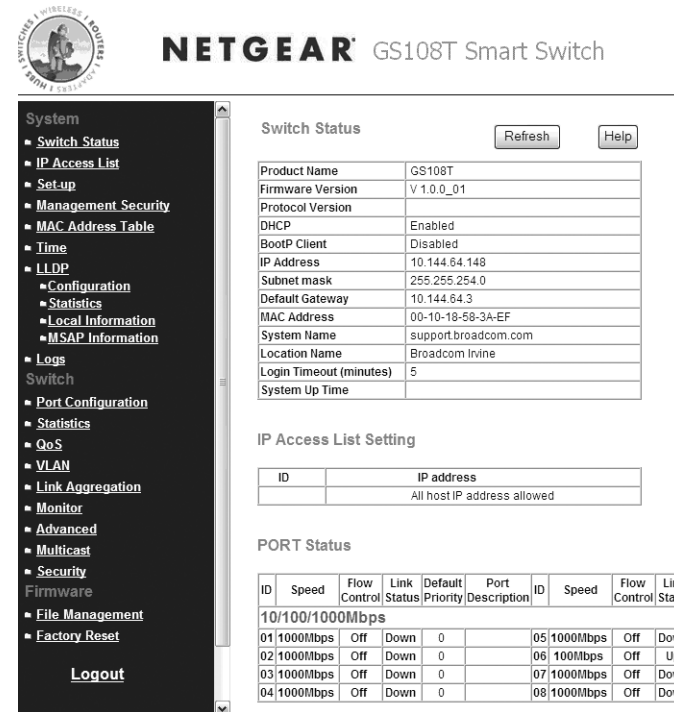 SWITCHES WIRELESS ROUTERS ADAPTERS HUBS
NETGEAR GS108T Smart Switch
System
Switch Status
IP Access List
Set-up
Management Security
MAC Address Table
Time
LLDP
Configuration
Statistics
Local Information
MSAP Information
Logs
Switch
Port Configuration
Statistics
QoS
VLAN
Link Aggregation
Monitor
Advanced
Multicast
Security
Firmware
File Management
Factory Reset
Logout
Switch Status
Refresh Help
Product Name GS108T
Firmware Version V 1.0.0_01
Protocol Version
DHCP Enabled
BootP Client Disabled
IP Address 10.144.64.148
Subnet mask 255.255.254.0
Default Gateway 10.144.64.3
MAC Address 00-10-18-58-3A-EF
System Name support.broadcom.com
Location Name Broadcom Irvine
Login Timeout (minutes) 5
System Up Time
IP Access List Setting
ID IP address
All host IP address allowed
PORT Status
ID Speed Flow Control Link Status Default Priority Port Description ID Speed Flow Control
10/100/1000Mbps
01 1000Mbps Off Down 0 05 1000Mbps Off Do
02 1000Mbps Off Down 0 06 100Mbps Off U
03 1000Mbps Off Down 0 07 1000Mbps Off Do
04 1000Mbps Off Down 0 08 1000Mbps Off Do